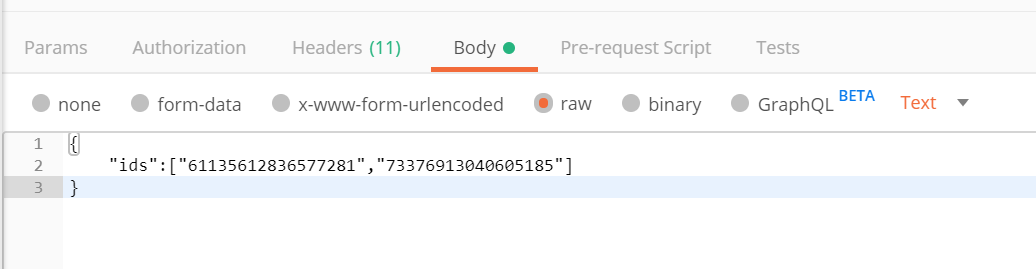 Params Authorization Headers (11) Body Pre-request Script Tests
none form-data x-www-form-urlencoded raw binary GraphQL BETA Text
1 {
2 "ids":["61135612836577281","73376913040605185"]
3 }